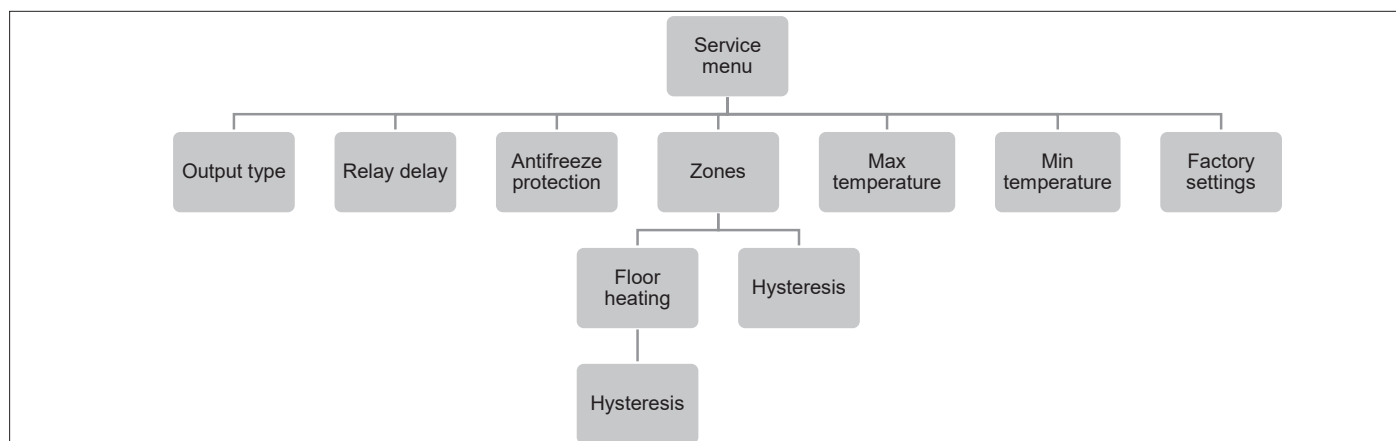 Service
menu
Output type
Relay delay
Antifreeze
protection
Zones
Max
temperature
Min
temperature
Factory
settings
Floor
heating
Hysteresis
Hysteresis